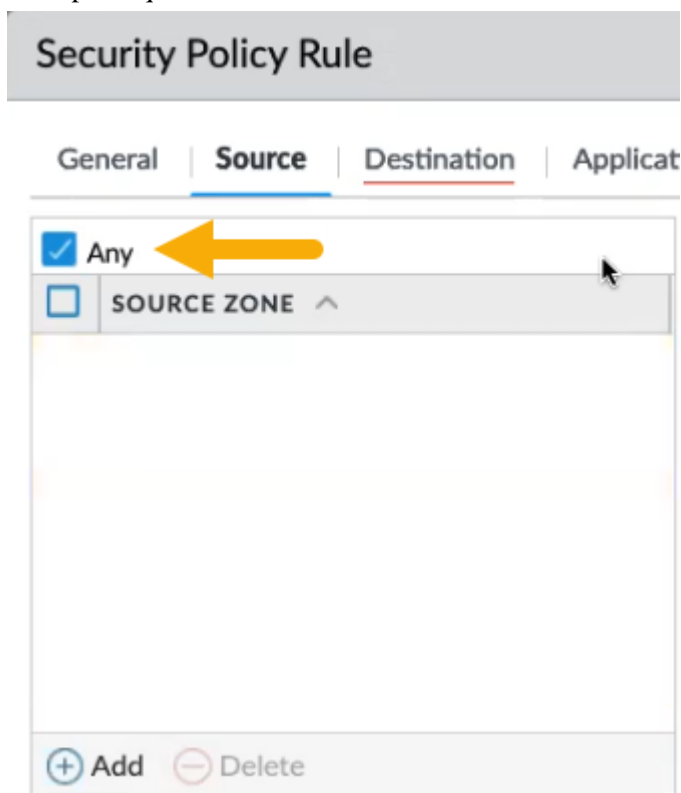 Security Policy Rule
General Source Destination Applicat
Any
SOURCE ZONE
Add Delete